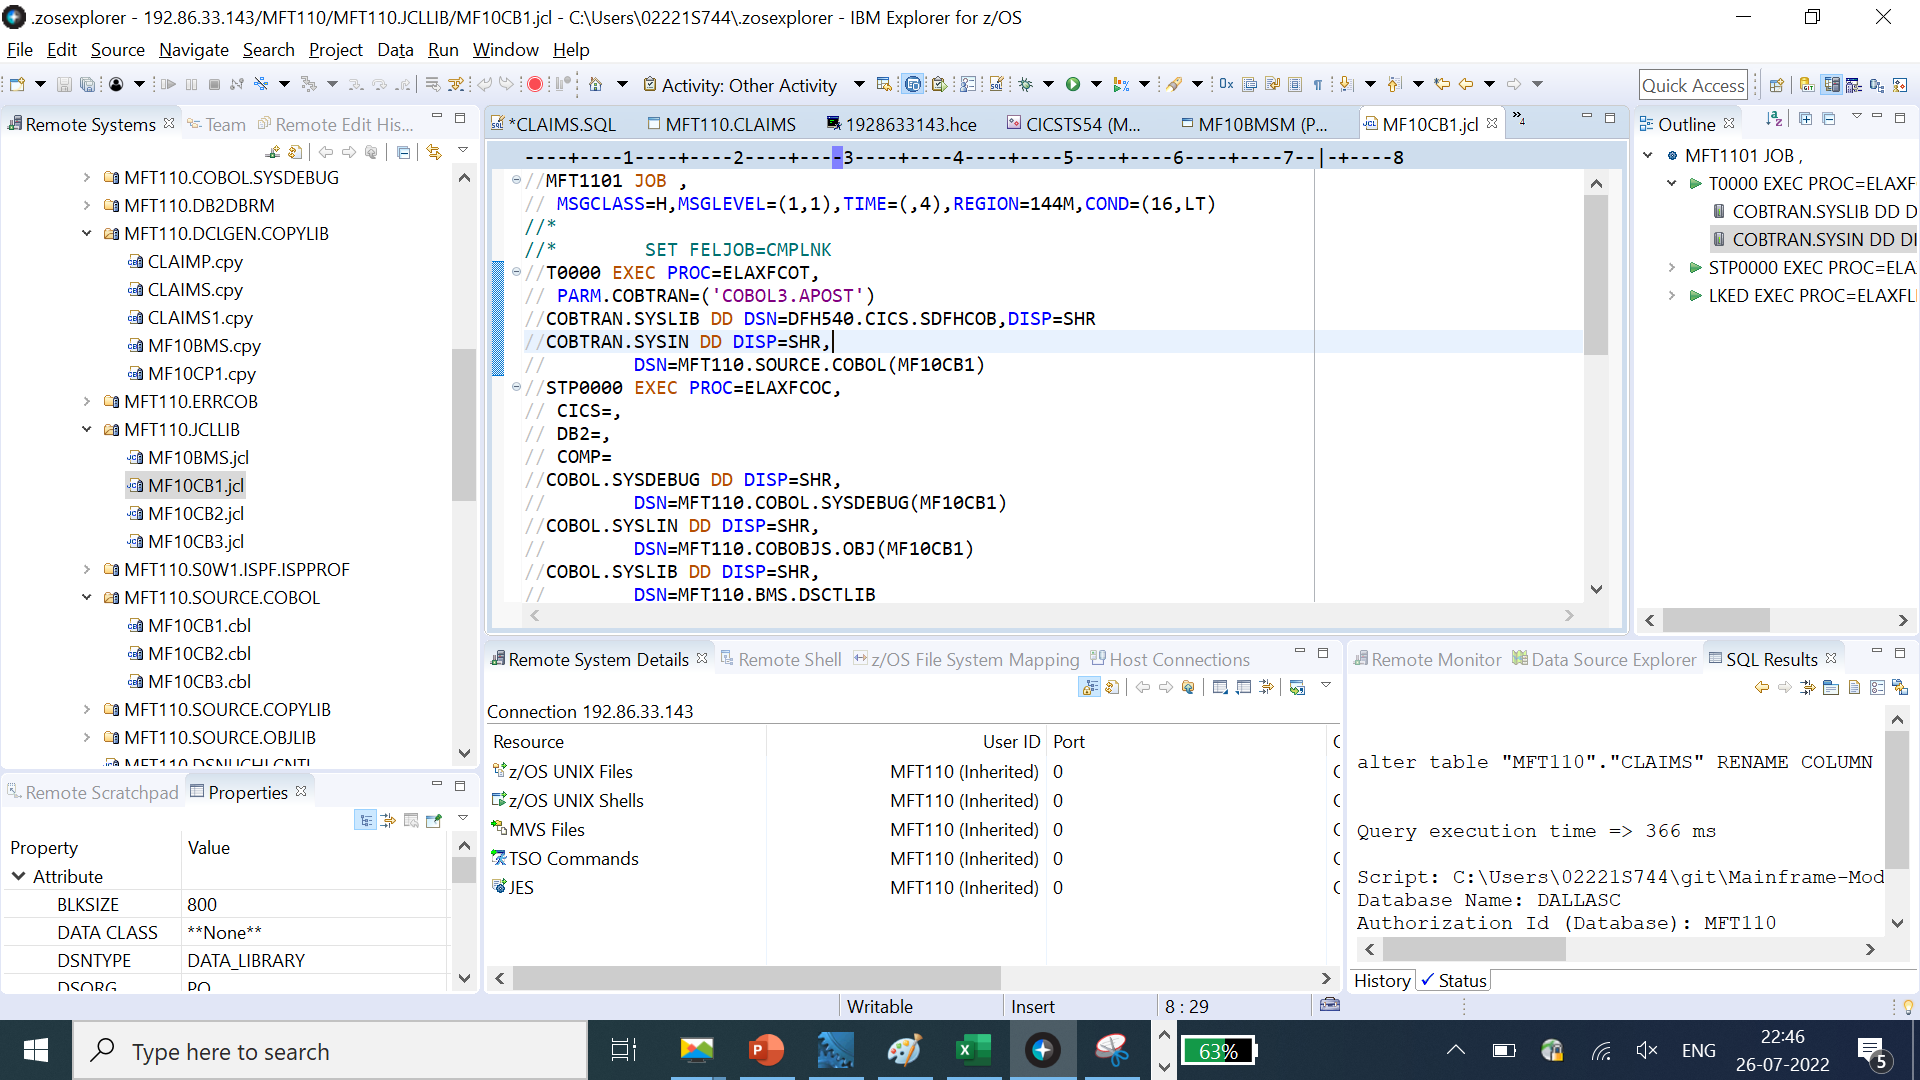 .zosexplorer - 192.86.33.143/MFT110/MFT110.JCLLIB/MF10CB1.jcl - C:\Users\02221S744\.zosexplorer - IBM Explorer for z/OS
File Edit Source Navigate Search Project Data Run Window Help
Activity: Other Activity
Quick Access
Remote Systems Team Remote Edit His...
MFT110.COBOL.SYSDEBUG
MFT110.DB2DBRM
MFT110.DCLGEN.COPYLIB
CLAIMP.cpy
CLAIMS.cpy
CLAIMS1.cpy
MF10BMS.cpy
MF10CP1.cpy
MFT110.ERRCOB
MFT110.JCLLIB
MF10BMS.jcl
MF10CB1.jcl
MF10CB2.jcl
MF10CB3.jcl
MFT110.S0W1.ISPF.ISPPROF
MFT110.SOURCE.COBOL
MF10CB1.cbl
MF10CB2.cbl
MF10CB3.cbl
MFT110.SOURCE.COPYLIB
MFT110.SOURCE.OBJLIB
*CLAIMS.SQL MFT110.CLAIMS 1928633143.hce CICSTS54 (M... MF10BMSM (P... MF10CB1.jcl »4
----+----1----+----2----+----3----+----4----+----5----+----6----+----7--|-+----8
//MFT1101 JOB ,
// MSGCLASS=H,MSGLEVEL=(1,1),TIME=(,4),REGION=144M,COND=(16,LT)
//*
//*        SET FELJOB=CMPLNK
//T0000 EXEC PROC=ELAXFCOT,
// PARM.COBTRAN=('COBOL3.APOST')
//COBTRAN.SYSLIB DD DSN=DFH540.CICS.SDFHCOB,DISP=SHR
//COBTRAN.SYSIN DD DISP=SHR,
//        DSN=MFT110.SOURCE.COBOL(MF10CB1)
//STP0000 EXEC PROC=ELAXFCOC,
// CICS=,
// DB2=,
// COMP=
//COBOL.SYSDEBUG DD DISP=SHR,
//        DSN=MFT110.COBOL.SYSDEBUG(MF10CB1)
//COBOL.SYSLIN DD DISP=SHR,
//        DSN=MFT110.COBOBJS.OBJ(MF10CB1)
//COBOL.SYSLIB DD DISP=SHR,
//        DSN=MFT110.BMS.DSCTLIB
Outline
MFT1101 JOB ,
T0000 EXEC PROC=ELAXF
COBTRAN.SYSLIB DD D
COBTRAN.SYSIN DD DI
STP0000 EXEC PROC=ELA
LKED EXEC PROC=ELAXFL
Remote Scratchpad Properties
Property Value
Attribute
BLKSIZE 800
DATA CLASS **None**
DSNTYPE DATA_LIBRARY
DSORG PO
Remote System Details Remote Shell z/OS File System Mapping Host Connections
Connection 192.86.33.143
Resource User ID Port
z/OS UNIX Files MFT110 (Inherited) 0
z/OS UNIX Shells MFT110 (Inherited) 0
MVS Files MFT110 (Inherited) 0
TSO Commands MFT110 (Inherited) 0
JES MFT110 (Inherited) 0
Remote Monitor Data Source Explorer SQL Results
alter table "MFT110"."CLAIMS" RENAME COLUMN
Query execution time => 366 ms
Script: C:\Users\02221S744\git\Mainframe-Mod
Database Name: DALLASC
Authorization Id (Database): MFT110
History Status
Writable Insert 8 : 29
Type here to search
63%
ENG
22:46
26-07-2022
5